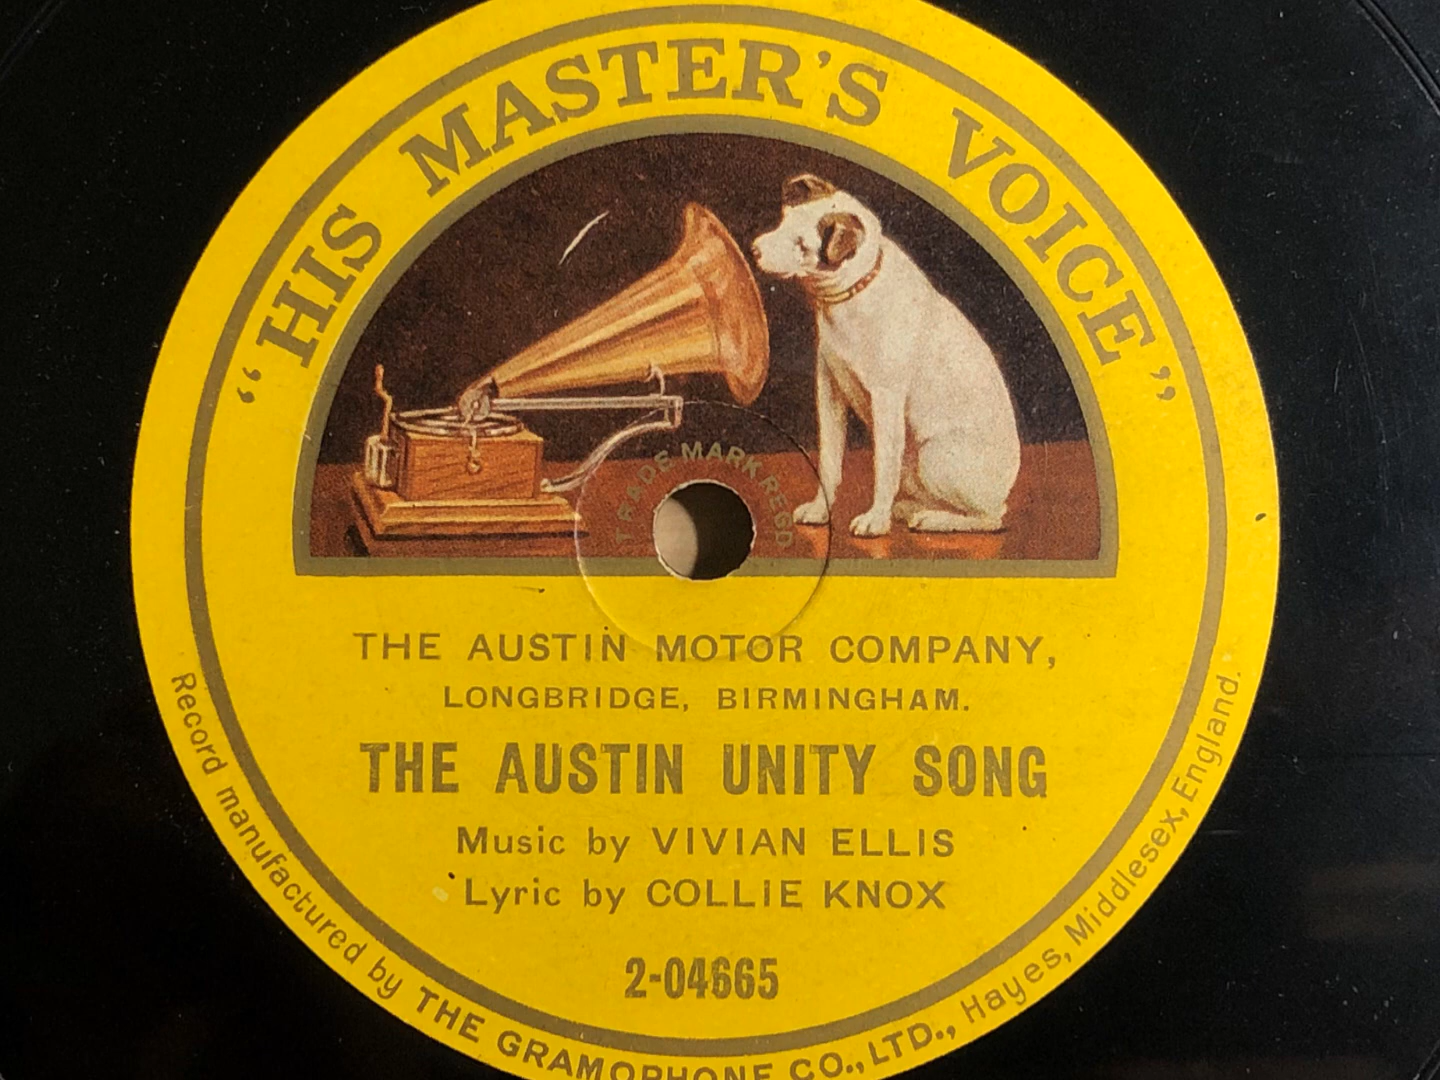 “HIS MASTER'S VOICE”
TRADE MARK REGD
THE AUSTIN MOTOR COMPANY,
LONGBRIDGE, BIRMINGHAM.
THE AUSTIN UNITY SONG
Music by VIVIAN ELLIS
Lyric by COLLIE KNOX
2-04665
Record manufactured by THE GRAMOPHONE CO., LTD., Hayes, Middlesex, England.